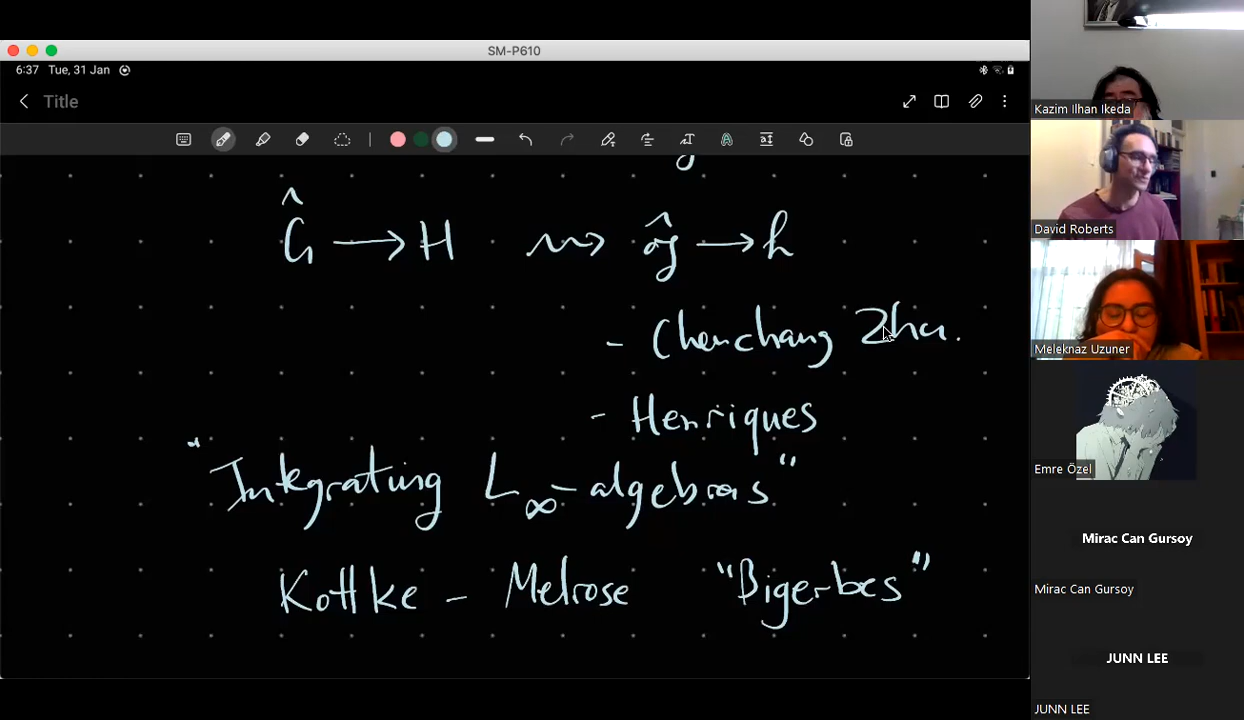 SM-P610
6:37 Tue, 31 Jan
Title
Ĝ → H ⇝ 𝔤̂ → h
- Chenchang Zhu.
- Henriques
"Integrating L∞-algebras"
Kottke - Melrose "Bigerbes"
Kazim Ilhan Ikeda
David Roberts
Meleknaz Uzuner
Emre Özel
Mirac Can Gursoy
Mirac Can Gursoy
JUNN LEE
JUNN LEE